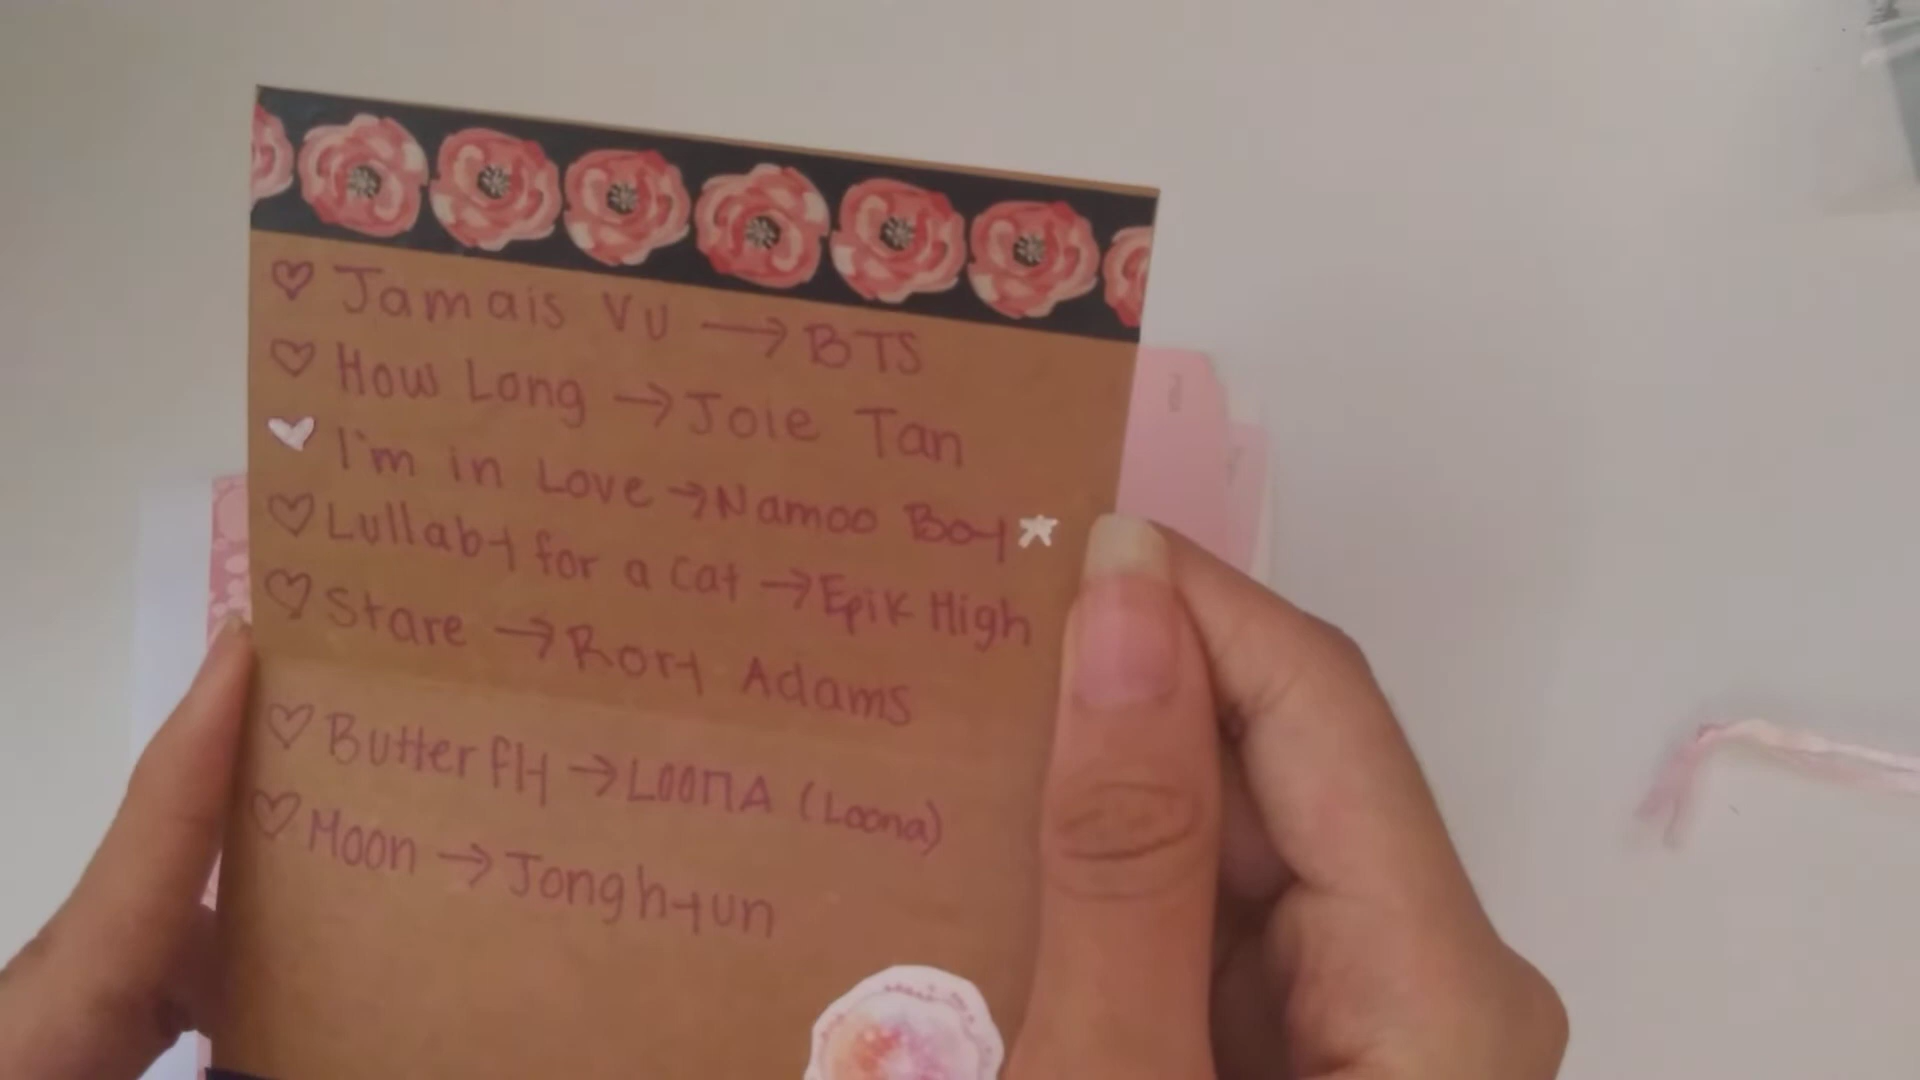 ♡ Jamais Vu → BTS
♡ How Long → Joie Tan
♥ I'm in Love → Namoo Boy ☆
♡ Lullaby for a cat → Epik High
♡ Stare → Rory Adams
♡ Butterfly → LOOΠΔ (Loona)
♡ Moon → Jonghyun